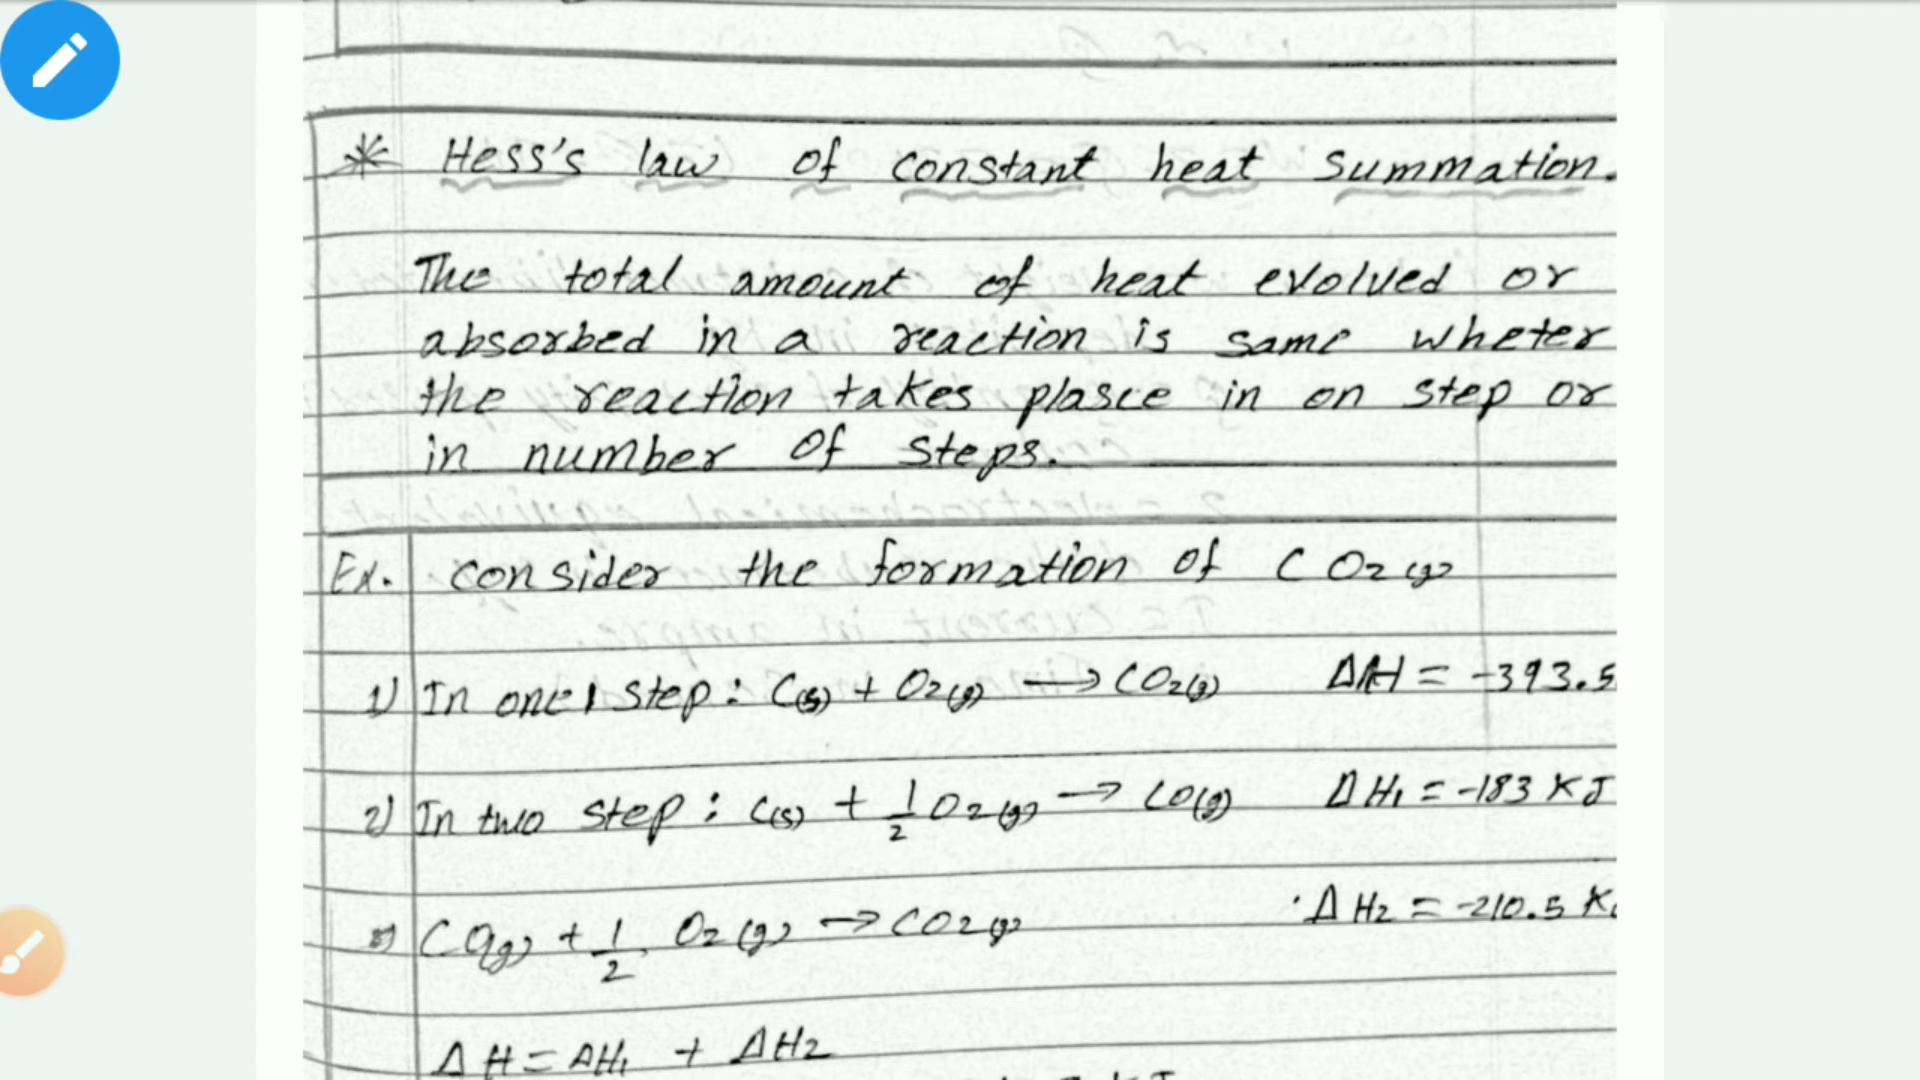 * Hess's law of constant heat summation.
The total amount of heat evolved or
absorbed in a reaction is same wheter
the reaction takes plasce in on step or
in number of steps.
Ex. consider the formation of CO2(g)
1) In one step : C(s) + O2(g) → CO2(g) ΔH = -393.5
2) In two step : C(s) + 1/2 O2(g) → CO(g) ΔH1 = -183 KJ
CO(g) + 1/2 O2(g) → CO2(g) ΔH2 = -210.5 K
ΔH = ΔH1 + ΔH2